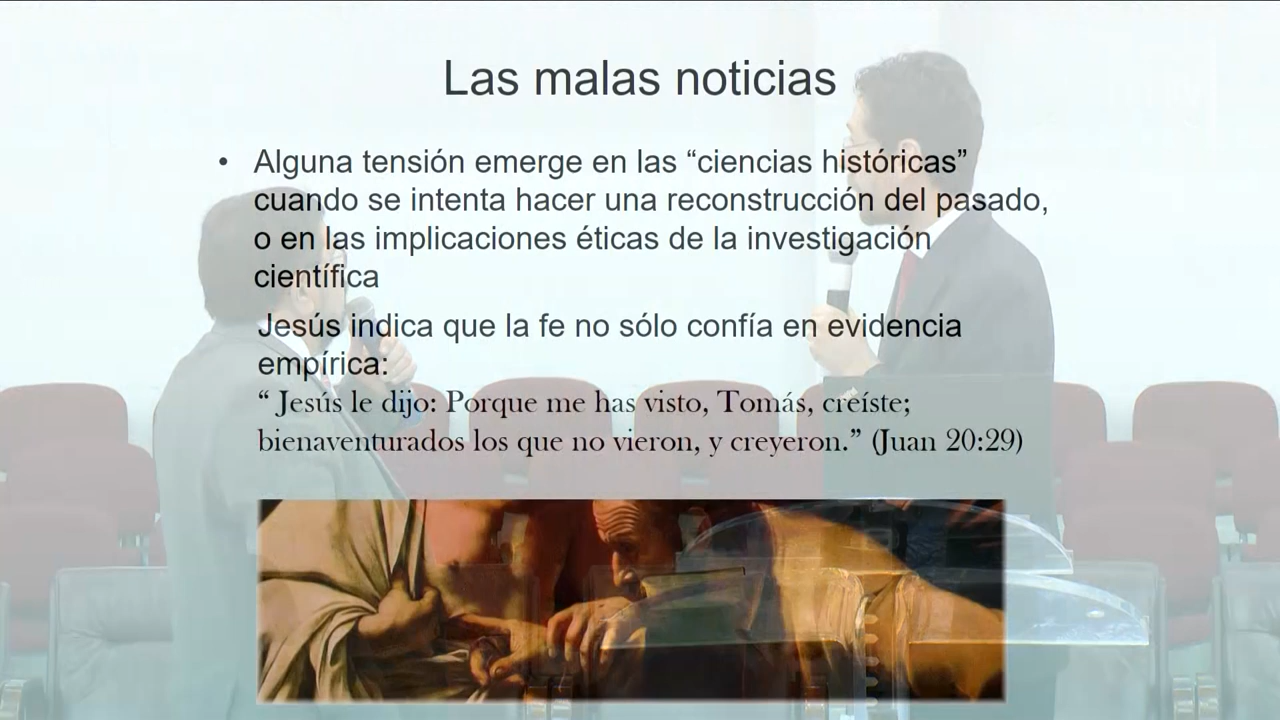 Las malas noticias
• Alguna tensión emerge en las “ciencias históricas”
cuando se intenta hacer una reconstrucción del pasado,
o en las implicaciones éticas de la investigación
científica
Jesús indica que la fe no sólo confía en evidencia
empírica:
“ Jesús le dijo: Porque me has visto, Tomás, creíste;
bienaventurados los que no vieron, y creyeron.” (Juan 20:29)